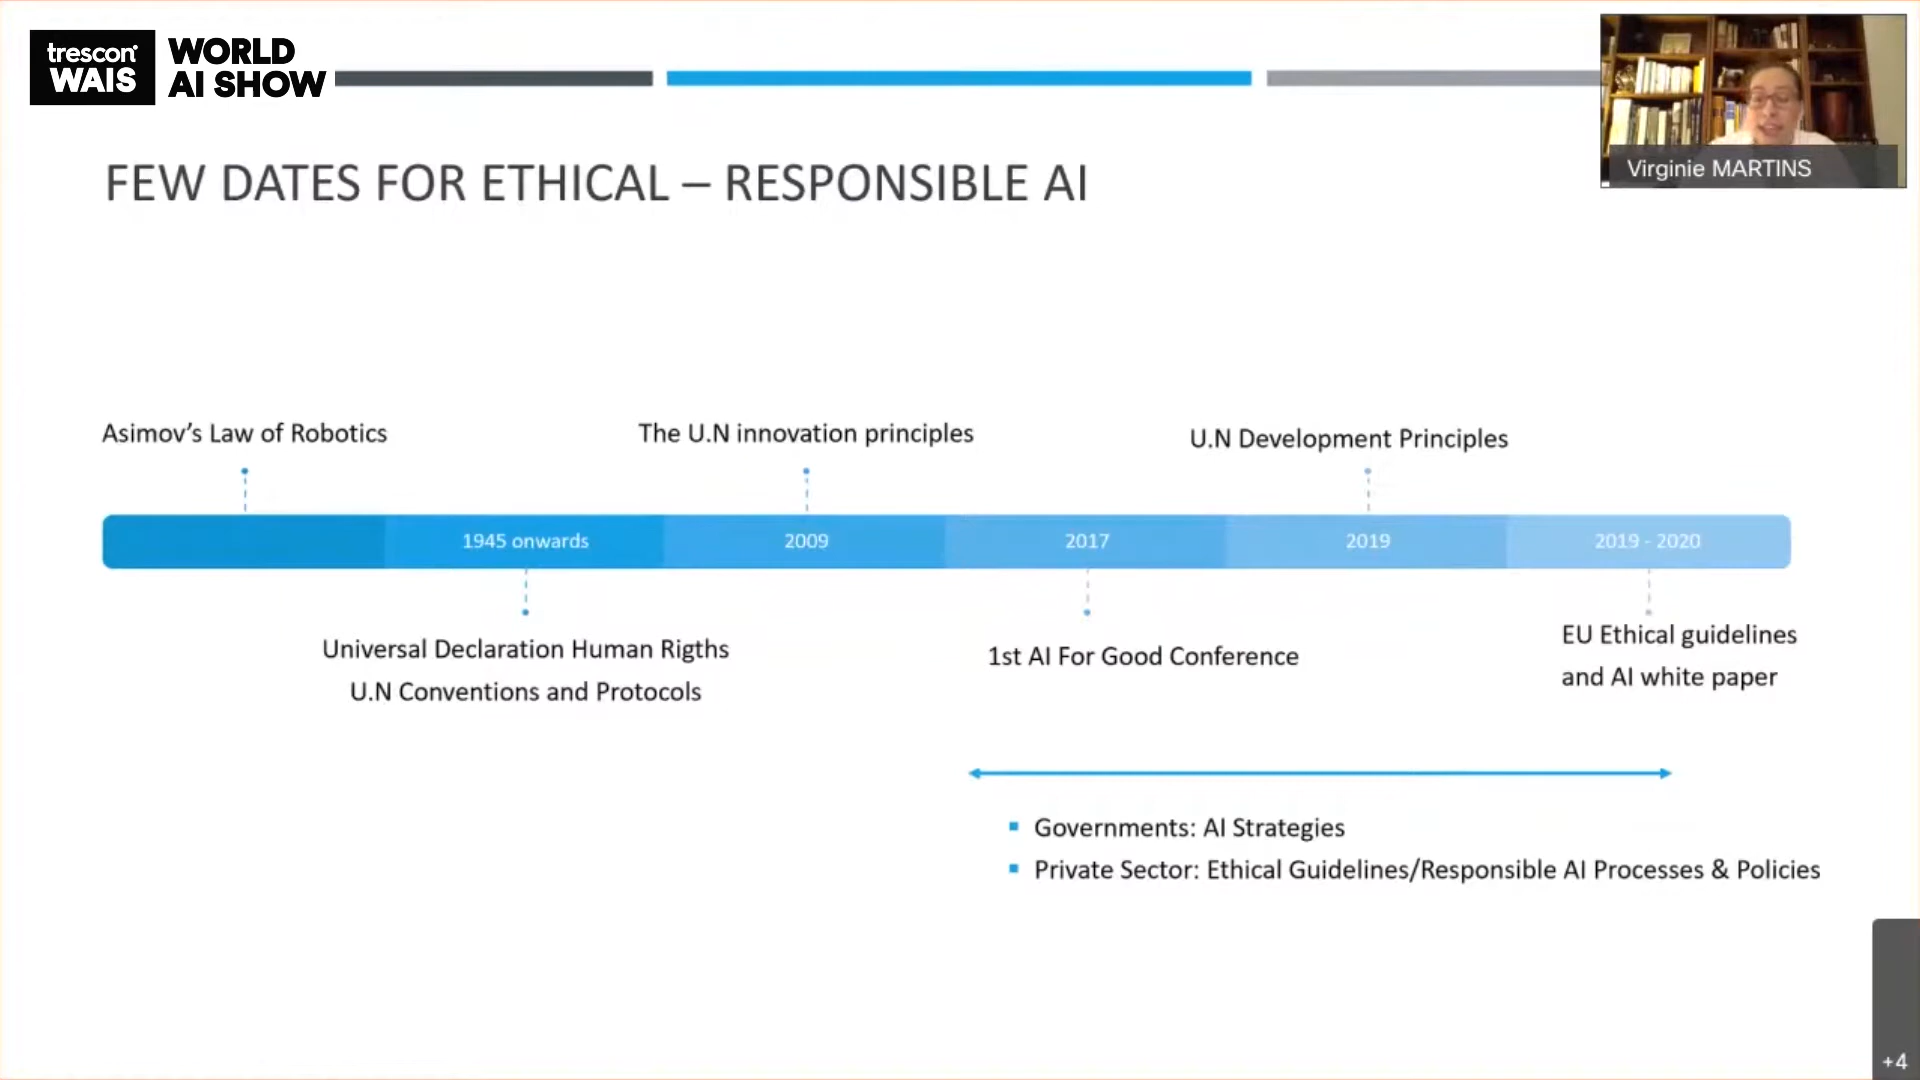 trescon
WAIS
WORLD
AI SHOW
Virginie MARTINS
FEW DATES FOR ETHICAL – RESPONSIBLE AI
Asimov’s Law of Robotics
The U.N innovation principles
U.N Development Principles
1945 onwards
2009
2017
2019
2019 - 2020
Universal Declaration Human Rigths
U.N Conventions and Protocols
1st AI For Good Conference
EU Ethical guidelines
and AI white paper
Governments: AI Strategies
Private Sector: Ethical Guidelines/Responsible AI Processes & Policies
+4